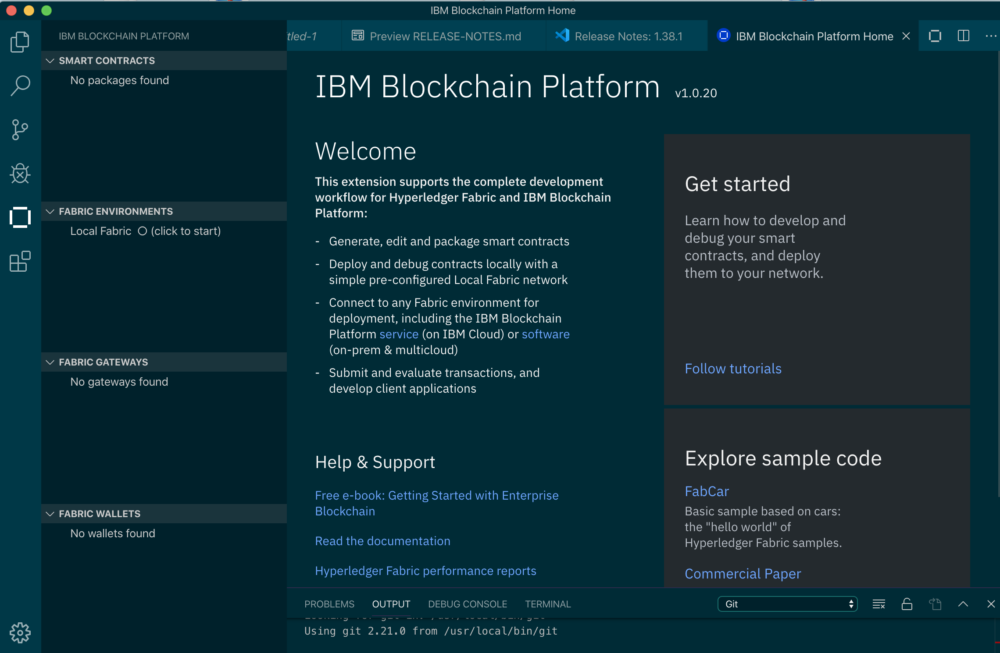 IBM Blockchain Platform Home
IBM BLOCKCHAIN PLATFORM
tled-1
Preview RELEASE-NOTES.md
Release Notes: 1.38.1
IBM Blockchain Platform Home
SMART CONTRACTS
No packages found
FABRIC ENVIRONMENTS
Local Fabric ○ (click to start)
FABRIC GATEWAYS
No gateways found
FABRIC WALLETS
No wallets found
IBM Blockchain Platform v1.0.20
Welcome
This extension supports the complete development
workflow for Hyperledger Fabric and IBM Blockchain
Platform:
- Generate, edit and package smart contracts
- Deploy and debug contracts locally with a
simple pre-configured Local Fabric network
- Connect to any Fabric environment for
deployment, including the IBM Blockchain
Platform service (on IBM Cloud) or software
(on-prem & multicloud)
- Submit and evaluate transactions, and
develop client applications
Help & Support
Free e-book: Getting Started with Enterprise
Blockchain
Read the documentation
Hyperledger Fabric performance reports
Get started
Learn how to develop and
debug your smart
contracts, and deploy
them to your network.
Follow tutorials
Explore sample code
FabCar
Basic sample based on cars:
the "hello world" of
Hyperledger Fabric samples.
Commercial Paper
PROBLEMS
OUTPUT
DEBUG CONSOLE
TERMINAL
Git
Looking for git in: /usr/local/bin/git
Using git 2.21.0 from /usr/local/bin/git